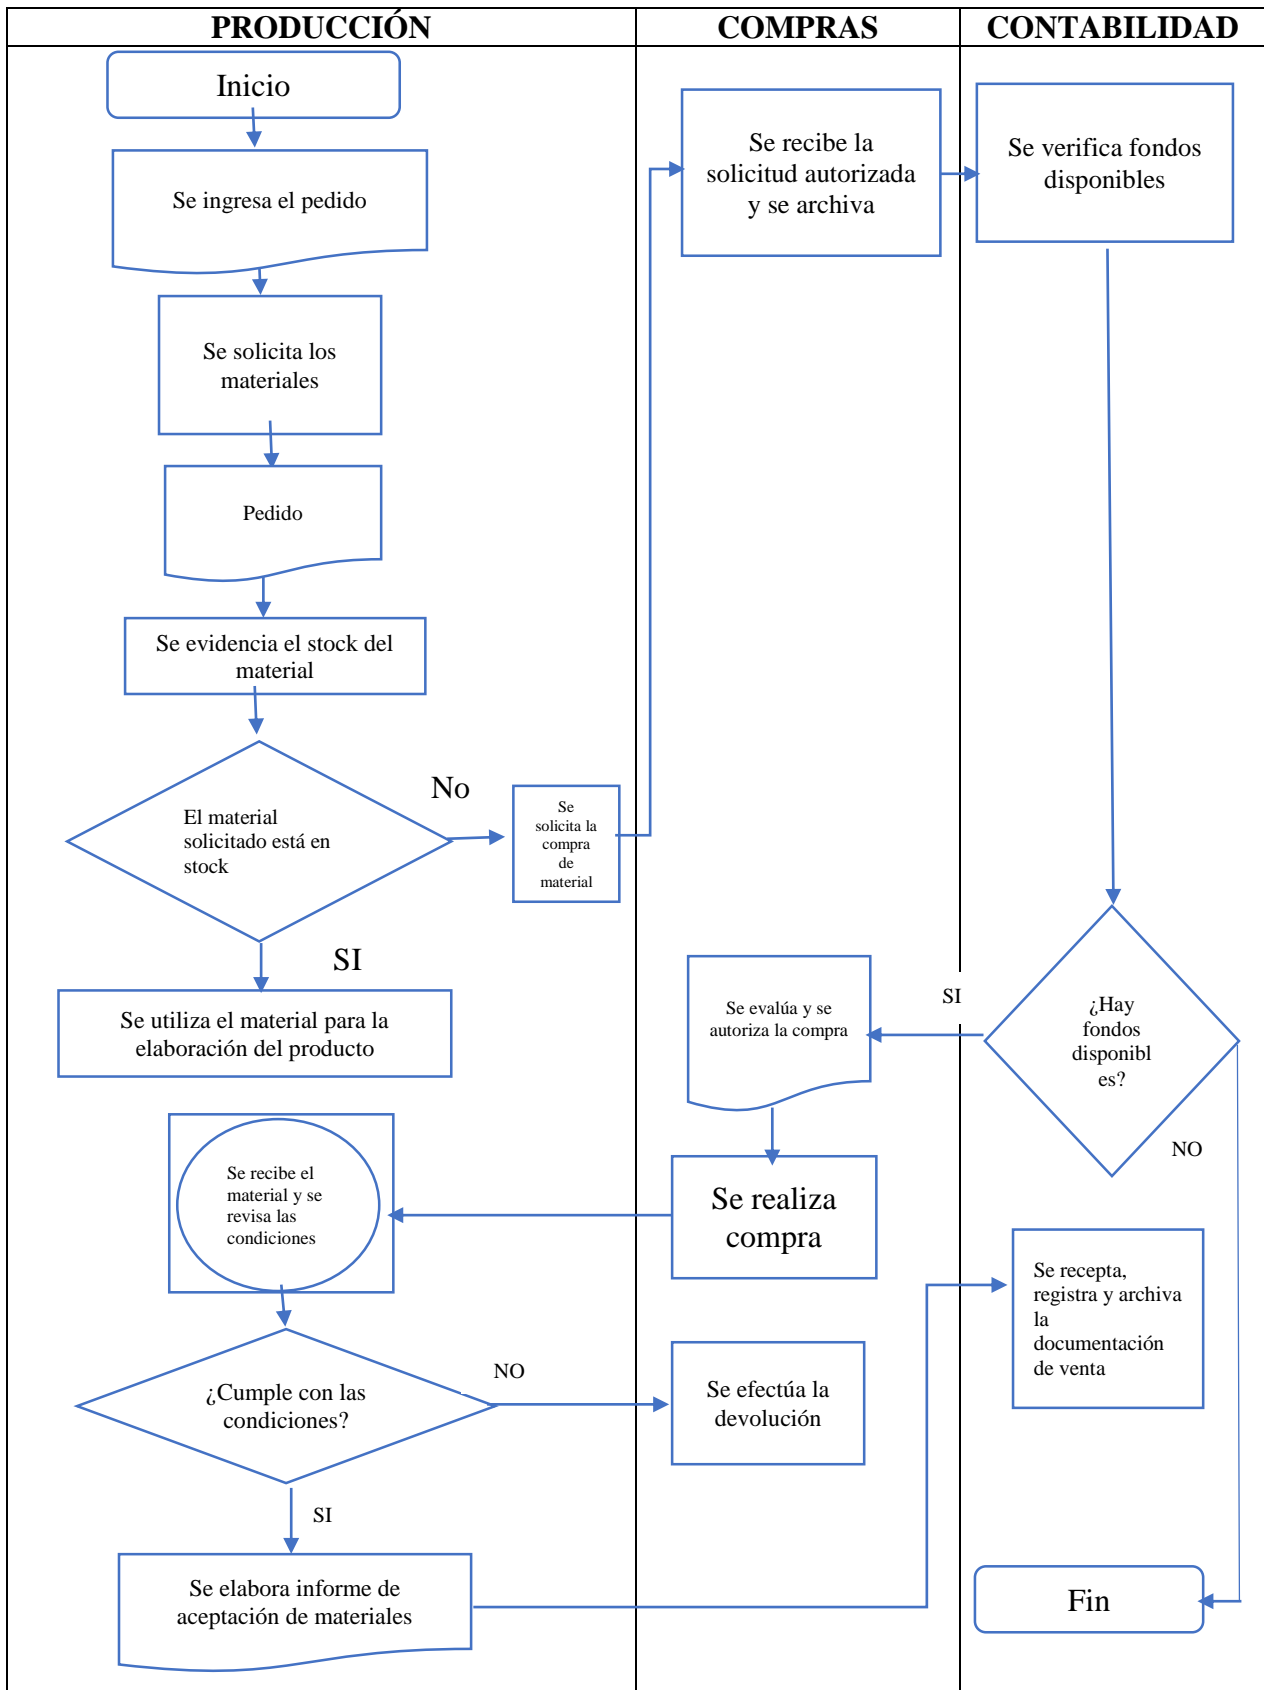 PRODUCCIÓN
COMPRAS
CONTABILIDAD
Inicio
Se ingresa el pedido
Se solicita los
materiales
Pedido
Se evidencia el stock del
material
El material
solicitado está en
stock
No
Se
solicita la
compra
de
material
SI
Se utiliza el material para la
elaboración del producto
Se recibe el
material y se
revisa las
condiciones
¿Cumple con las
condiciones?
NO
SI
Se elabora informe de
aceptación de materiales
Se recibe la
solicitud autorizada
y se archiva
Se evalúa y se
autoriza la compra
Se realiza
compra
Se efectúa la
devolución
Se verifica fondos
disponibles
SI
¿Hay
fondos
disponibl
es?
NO
Se recepta,
registra y archiva
la
documentación
de venta
Fin